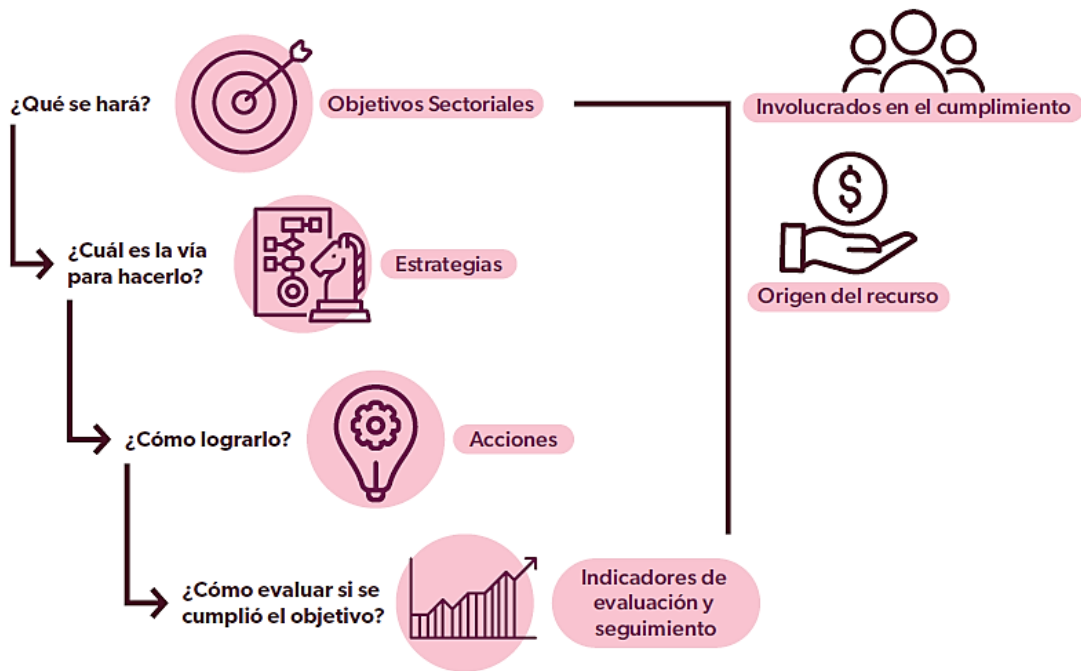 ¿Qué se hará?
Objetivos Sectoriales
Involucrados en el cumplimiento
$
Origen del recurso
¿Cuál es la vía
para hacerlo?
Estrategias
¿Cómo lograrlo?
Acciones
¿Cómo evaluar si se
cumplió el objetivo?
Indicadores de
evaluación y
seguimiento